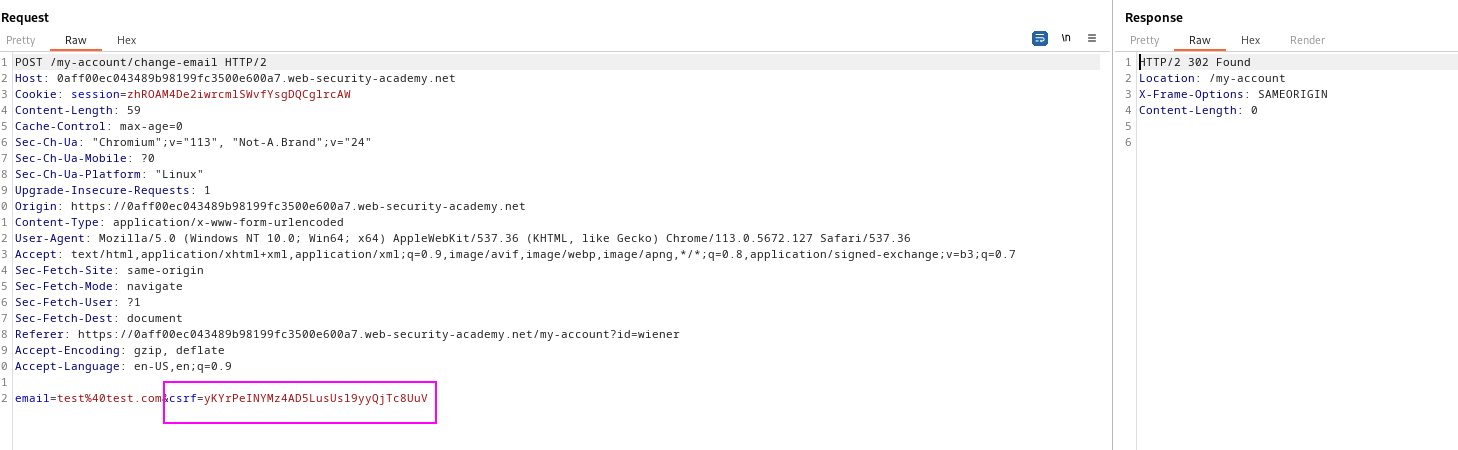 Request
Pretty Raw Hex
\n
1 POST /my-account/change-email HTTP/2
2 Host: 0aff00ec043489b98199fc3500e600a7.web-security-academy.net
3 Cookie: session=zhROAM4De2iwrcmlSWvfYsgDQCglrcAW
4 Content-Length: 59
5 Cache-Control: max-age=0
6 Sec-Ch-Ua: "Chromium";v="113", "Not-A.Brand";v="24"
7 Sec-Ch-Ua-Mobile: ?0
8 Sec-Ch-Ua-Platform: "Linux"
9 Upgrade-Insecure-Requests: 1
0 Origin: https://0aff00ec043489b98199fc3500e600a7.web-security-academy.net
1 Content-Type: application/x-www-form-urlencoded
2 User-Agent: Mozilla/5.0 (Windows NT 10.0; Win64; x64) AppleWebKit/537.36 (KHTML, like Gecko) Chrome/113.0.5672.127 Safari/537.36
3 Accept: text/html,application/xhtml+xml,application/xml;q=0.9,image/avif,image/webp,image/apng,*/*;q=0.8,application/signed-exchange;v=b3;q=0.7
4 Sec-Fetch-Site: same-origin
5 Sec-Fetch-Mode: navigate
6 Sec-Fetch-User: ?1
7 Sec-Fetch-Dest: document
8 Referer: https://0aff00ec043489b98199fc3500e600a7.web-security-academy.net/my-account?id=wiener
9 Accept-Encoding: gzip, deflate
0 Accept-Language: en-US,en;q=0.9
1
2 email=test%40test.com&csrf=yKYrPeINYMz4AD5LusUsl9yyQjTc8UuV
Response
Pretty Raw Hex Render
1 HTTP/2 302 Found
2 Location: /my-account
3 X-Frame-Options: SAMEORIGIN
4 Content-Length: 0
5
6